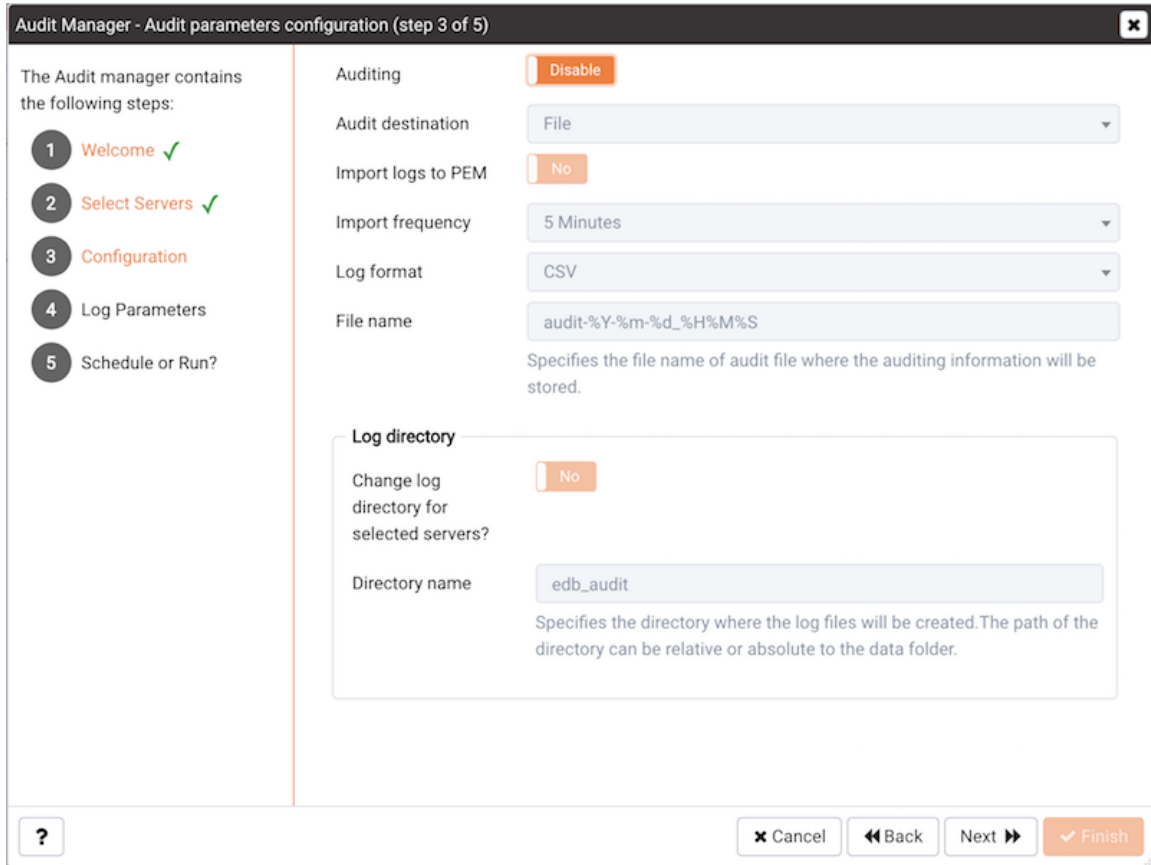 Audit Manager - Audit parameters configuration (step 3 of 5)
The Audit manager contains
the following steps:
1 Welcome
2 Select Servers
3 Configuration
4 Log Parameters
5 Schedule or Run?
Auditing Disable
Audit destination File
Import logs to PEM No
Import frequency 5 Minutes
Log format CSV
File name audit-%Y-%m-%d_%H%M%S
Specifies the file name of audit file where the auditing information will be
stored.
Log directory
Change log No
directory for
selected servers?
Directory name edb_audit
Specifies the directory where the log files will be created.The path of the
directory can be relative or absolute to the data folder.
? Cancel Back Next Finish